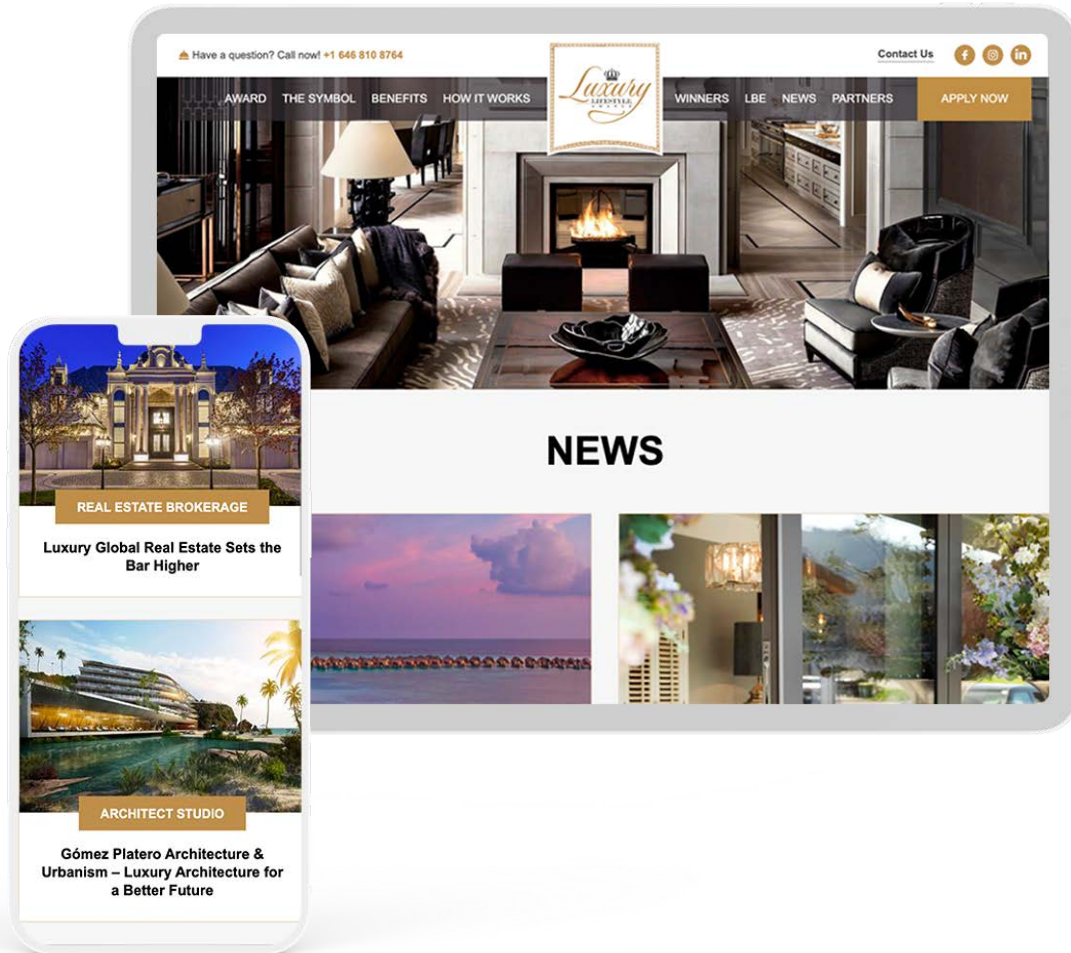 Have a question? Call now! +1 646 810 8764
Contact Us
AWARD THE SYMBOL BENEFITS HOW IT WORKS
Luxury
LIFESTYLE
AWARDS
WINNERS LBE NEWS PARTNERS
APPLY NOW
NEWS
REAL ESTATE BROKERAGE
Luxury Global Real Estate Sets the
Bar Higher
ARCHITECT STUDIO
Gómez Platero Architecture &
Urbanism – Luxury Architecture for
a Better Future